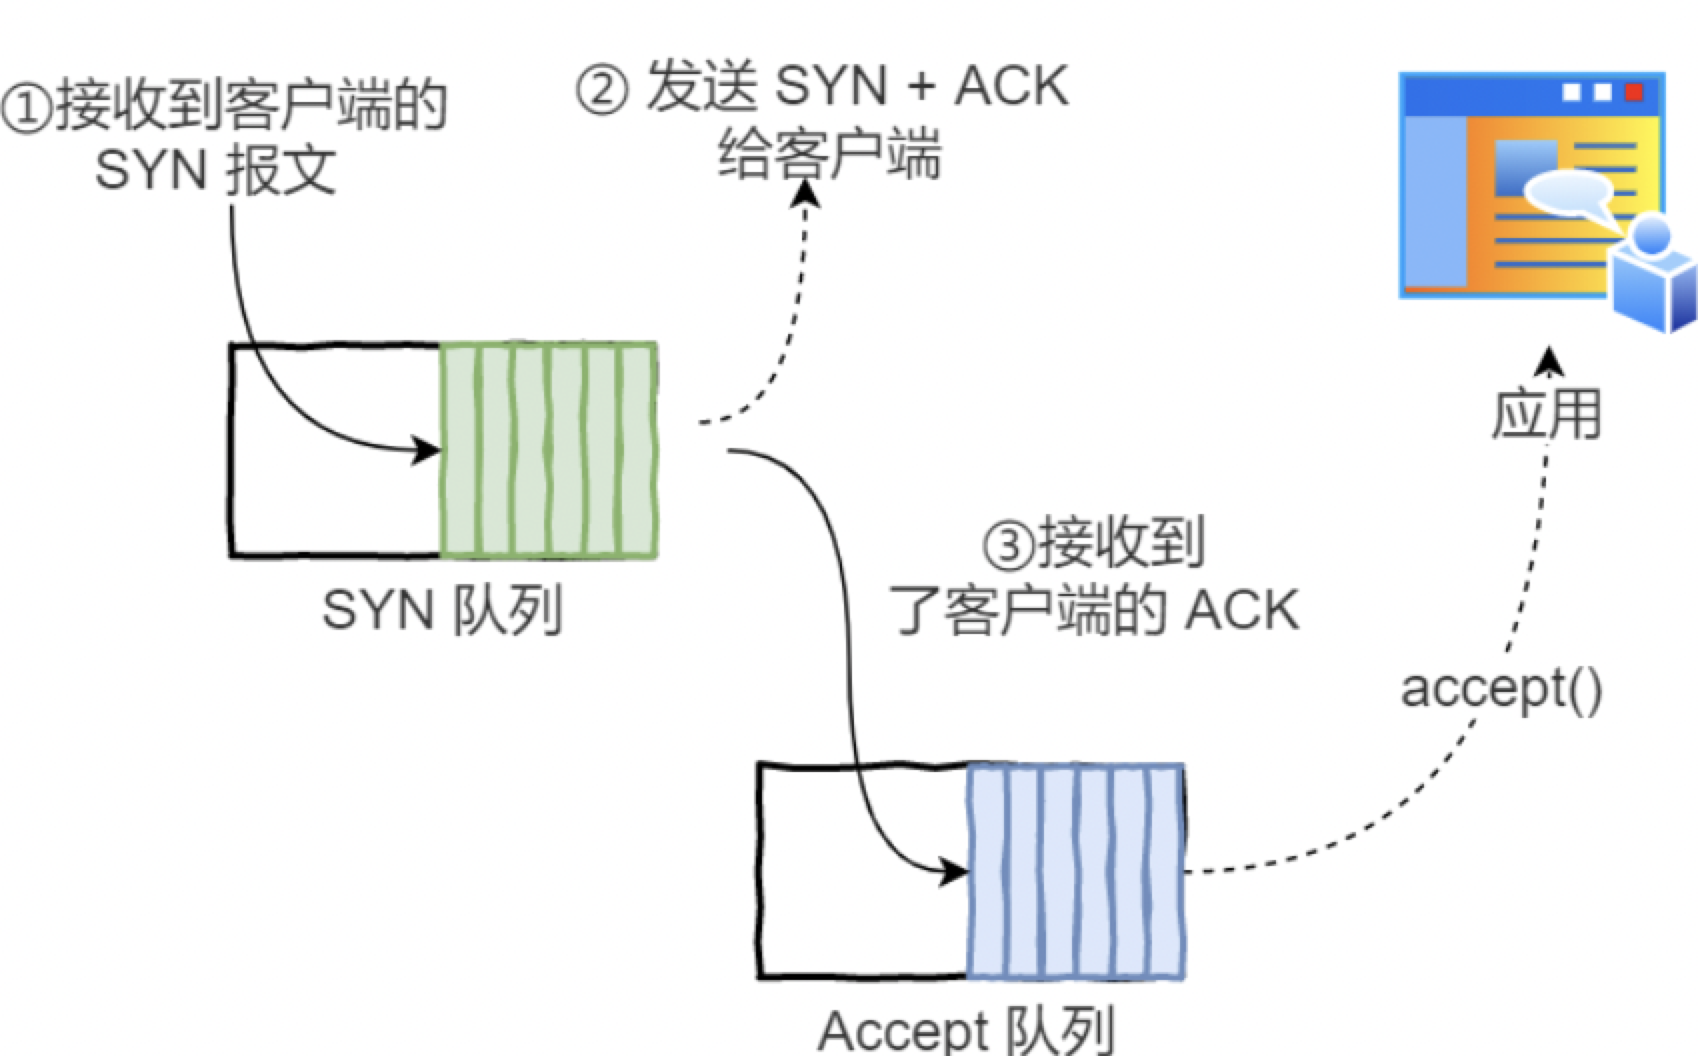 ①接收到客户端的
SYN 报文
② 发送 SYN + ACK
给客户端
SYN 队列
③接收到
了客户端的 ACK
应用
accept()
Accept 队列